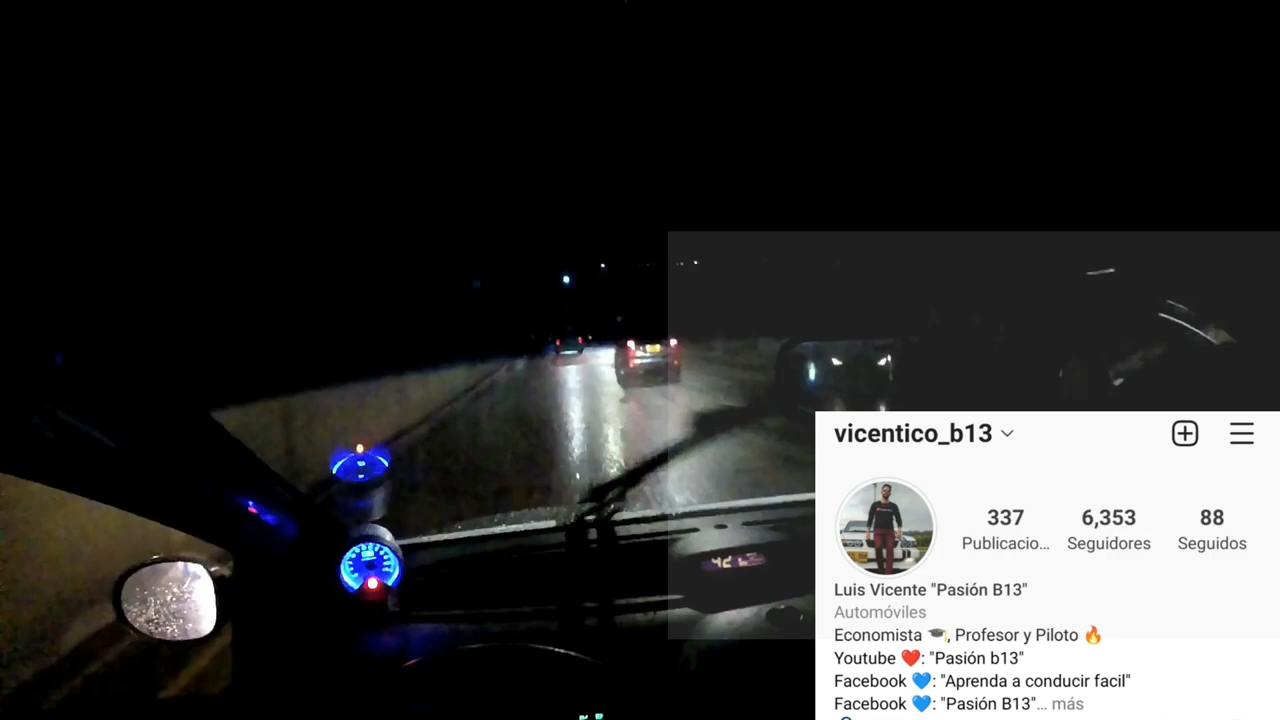 vicentico_b13
337
6,353
88
Publicacio...
Seguidores
Seguidos
Luis Vicente "Pasión B13"
Automóviles
Economista 🎓, Profesor y Piloto 🔥
Youtube ❤️: "Pasión b13"
Facebook 💙: "Aprenda a conducir facil"
Facebook 💙: "Pasión B13"... más